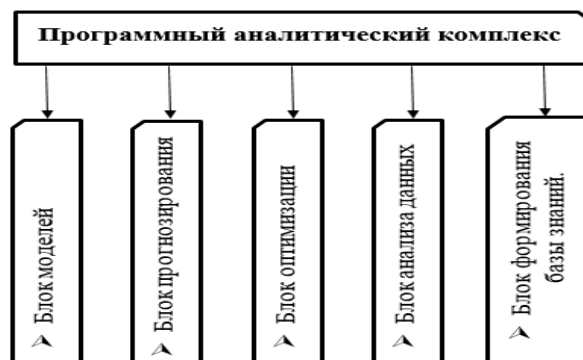 Программный аналитический комплекс
Блок моделей
Блок прогнозирования
Блок оптимизации
Блок анализа данных
Блок формирования
базы знаний.